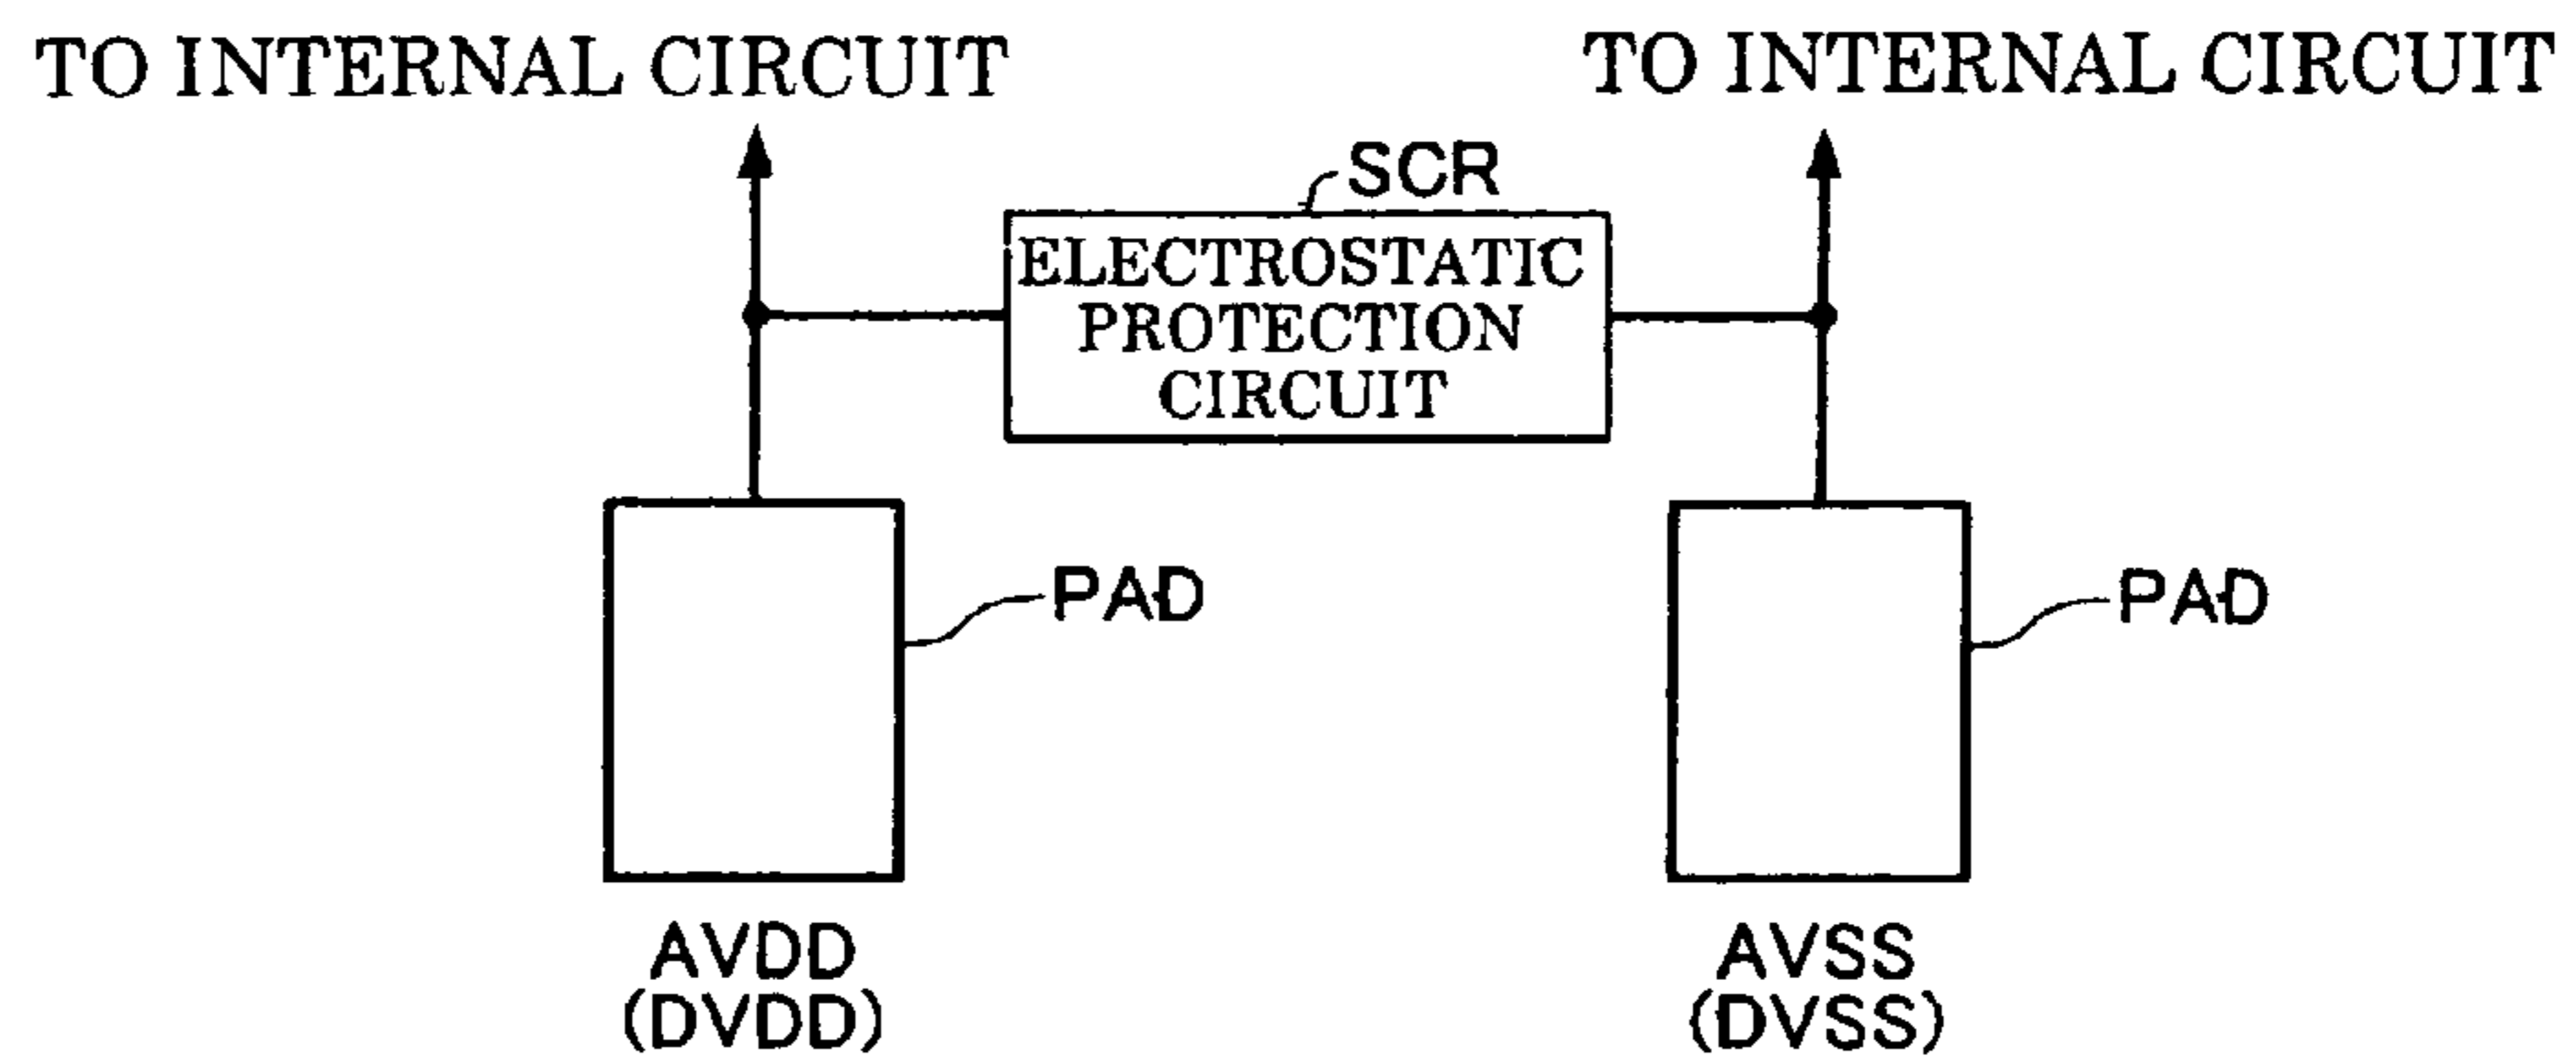 TO INTERNAL CIRCUIT
TO INTERNAL CIRCUIT
SCR
ELECTROSTATIC
PROTECTION
CIRCUIT
PAD
PAD
AVDD
(DVDD)
AVSS
(DVSS)